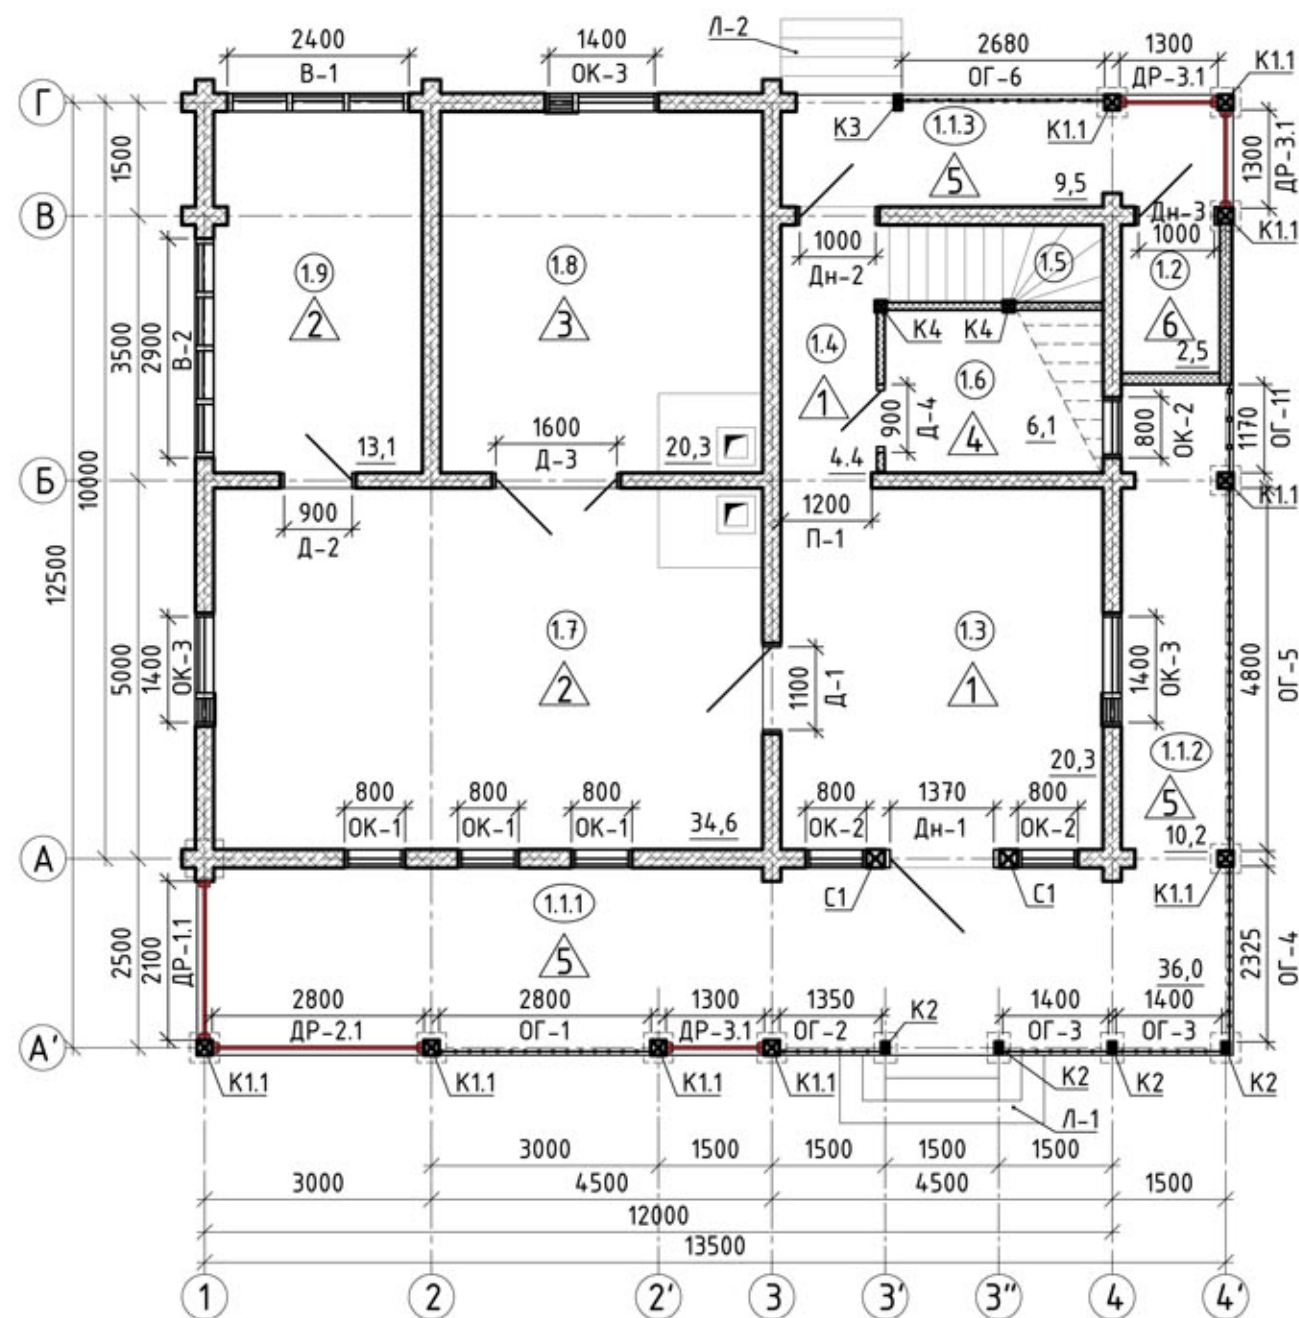 2400
В-1
1400
ОК-3
Л-2
2680
ОГ-6
1300
ДР-3.1
К1.1
Г
К3
1.1.3
К1.1
5
1300
ДР-3.1
1500
9,5
В
Дн-3
К1.1
1000
Дн-2
1.5
1000
1.2
1.9
1.8
2
3
2900
В-2
3500
К4
К4
1.4
6
2,5
1.6
1
900
Д-4
4
6,1
800
ОК-2
1170
ОГ-11
1600
Д-3
13,1
20,3
4.4
Б
10000
К1.1
900
Д-2
1200
П-1
12500
1.7
1.3
5000
1400
ОК-3
2
1100
Д-1
1
1400
ОК-3
4800
ОГ-5
1.1.2
20,3
5
800
ОК-1
800
ОК-1
800
ОК-1
34,6
800
ОК-2
1370
Дн-1
800
ОК-2
10,2
А
С1
С1
К1.1
1.1.1
5
2500
2100
ДР-1.1
36,0
2325
ОГ-4
2800
ДР-2.1
2800
ОГ-1
1300
ДР-3.1
1350
ОГ-2
К2
1400
ОГ-3
1400
ОГ-3
А'
К1.1
К1.1
К1.1
К1.1
К2
К2
К2
Л-1
3000
1500
1500
1500
1500
3000
4500
4500
1500
12000
13500
1
2
2'
3
3'
3''
4
4'